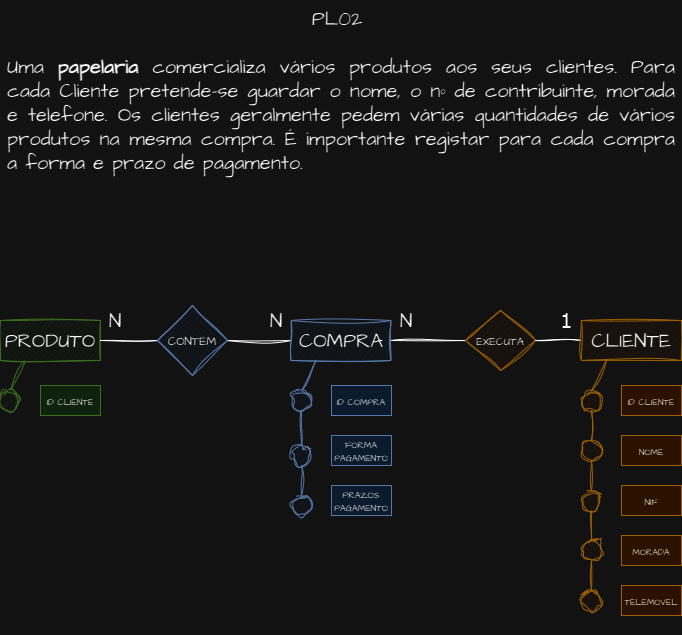 PL02
Uma papelaria comercializa vários produtos aos seus clientes. Para
cada Cliente pretende-se guardar o nome, o nº de contribuinte, morada
e telefone. Os clientes geralmente pedem várias quantidades de vários
produtos na mesma compra. É importante registar para cada compra
a forma e prazo de pagamento.
N N N 1
PRODUTO CONTEM COMPRA EXECUTA CLIENTE
ID CLIENTE ID COMPRA ID CLIENTE
FORMA
PAGAMENTO
NOME
PRAZOS
PAGAMENTO
NIF
MORADA
TELEMOVEL